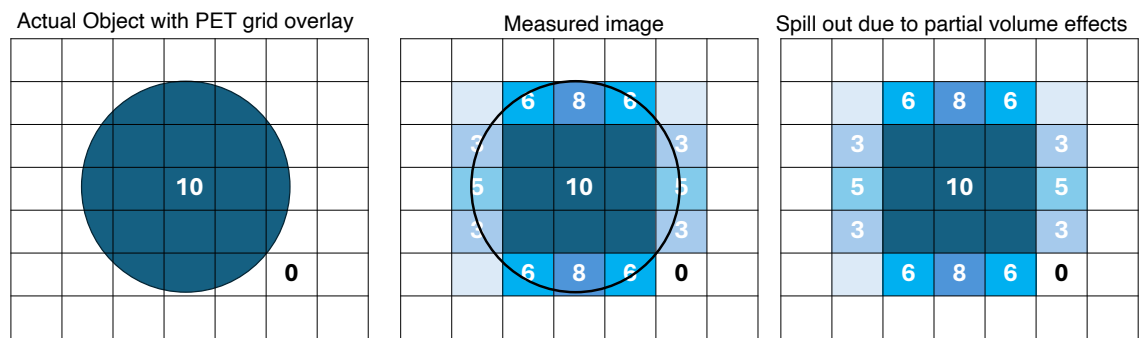 Actual Object with PET grid overlay
Measured image
Spill out due to partial volume effects
10
0
6 8 6
3 3
5 10 5
3 3
6 8 6 0
6 8 6
3 3
5 10 5
3 3
6 8 6 0